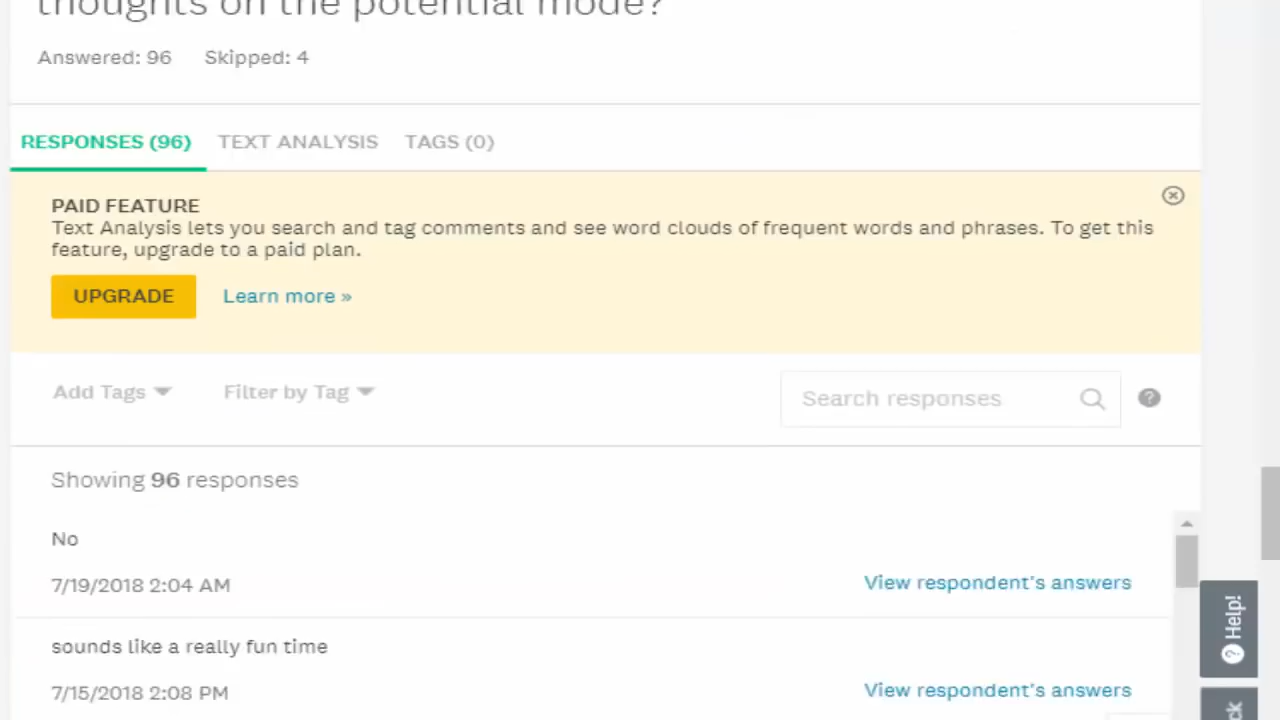 thoughts on the potential mode?
Answered: 96 Skipped: 4
RESPONSES (96) TEXT ANALYSIS TAGS (0)
PAID FEATURE
Text Analysis lets you search and tag comments and see word clouds of frequent words and phrases. To get this
feature, upgrade to a paid plan.
UPGRADE Learn more »
Add Tags Filter by Tag Search responses ?
Showing 96 responses
No
7/19/2018 2:04 AM View respondent's answers
sounds like a really fun time
7/15/2018 2:08 PM View respondent's answers
? Help!